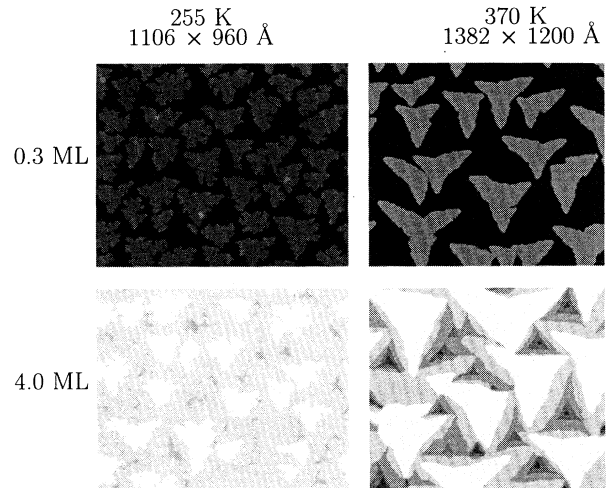 255 K
1106 × 960 Å
370 K
1382 × 1200 Å
0.3 ML
4.0 ML